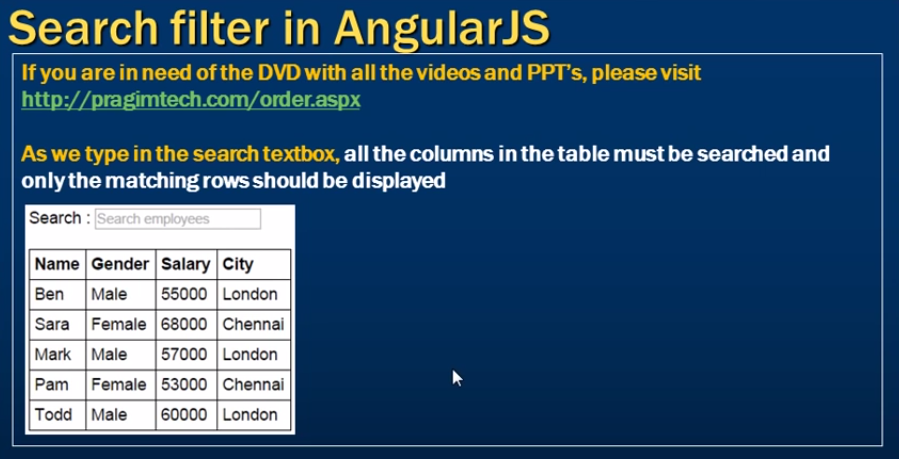 Search filter in AngularJS
If you are in need of the DVD with all the videos and PPT's, please visit
http://pragimtech.com/order.aspx
As we type in the search textbox, all the columns in the table must be searched and
only the matching rows should be displayed
Search : Search employees
Name Gender Salary City
Ben Male 55000 London
Sara Female 68000 Chennai
Mark Male 57000 London
Pam Female 53000 Chennai
Todd Male 60000 London